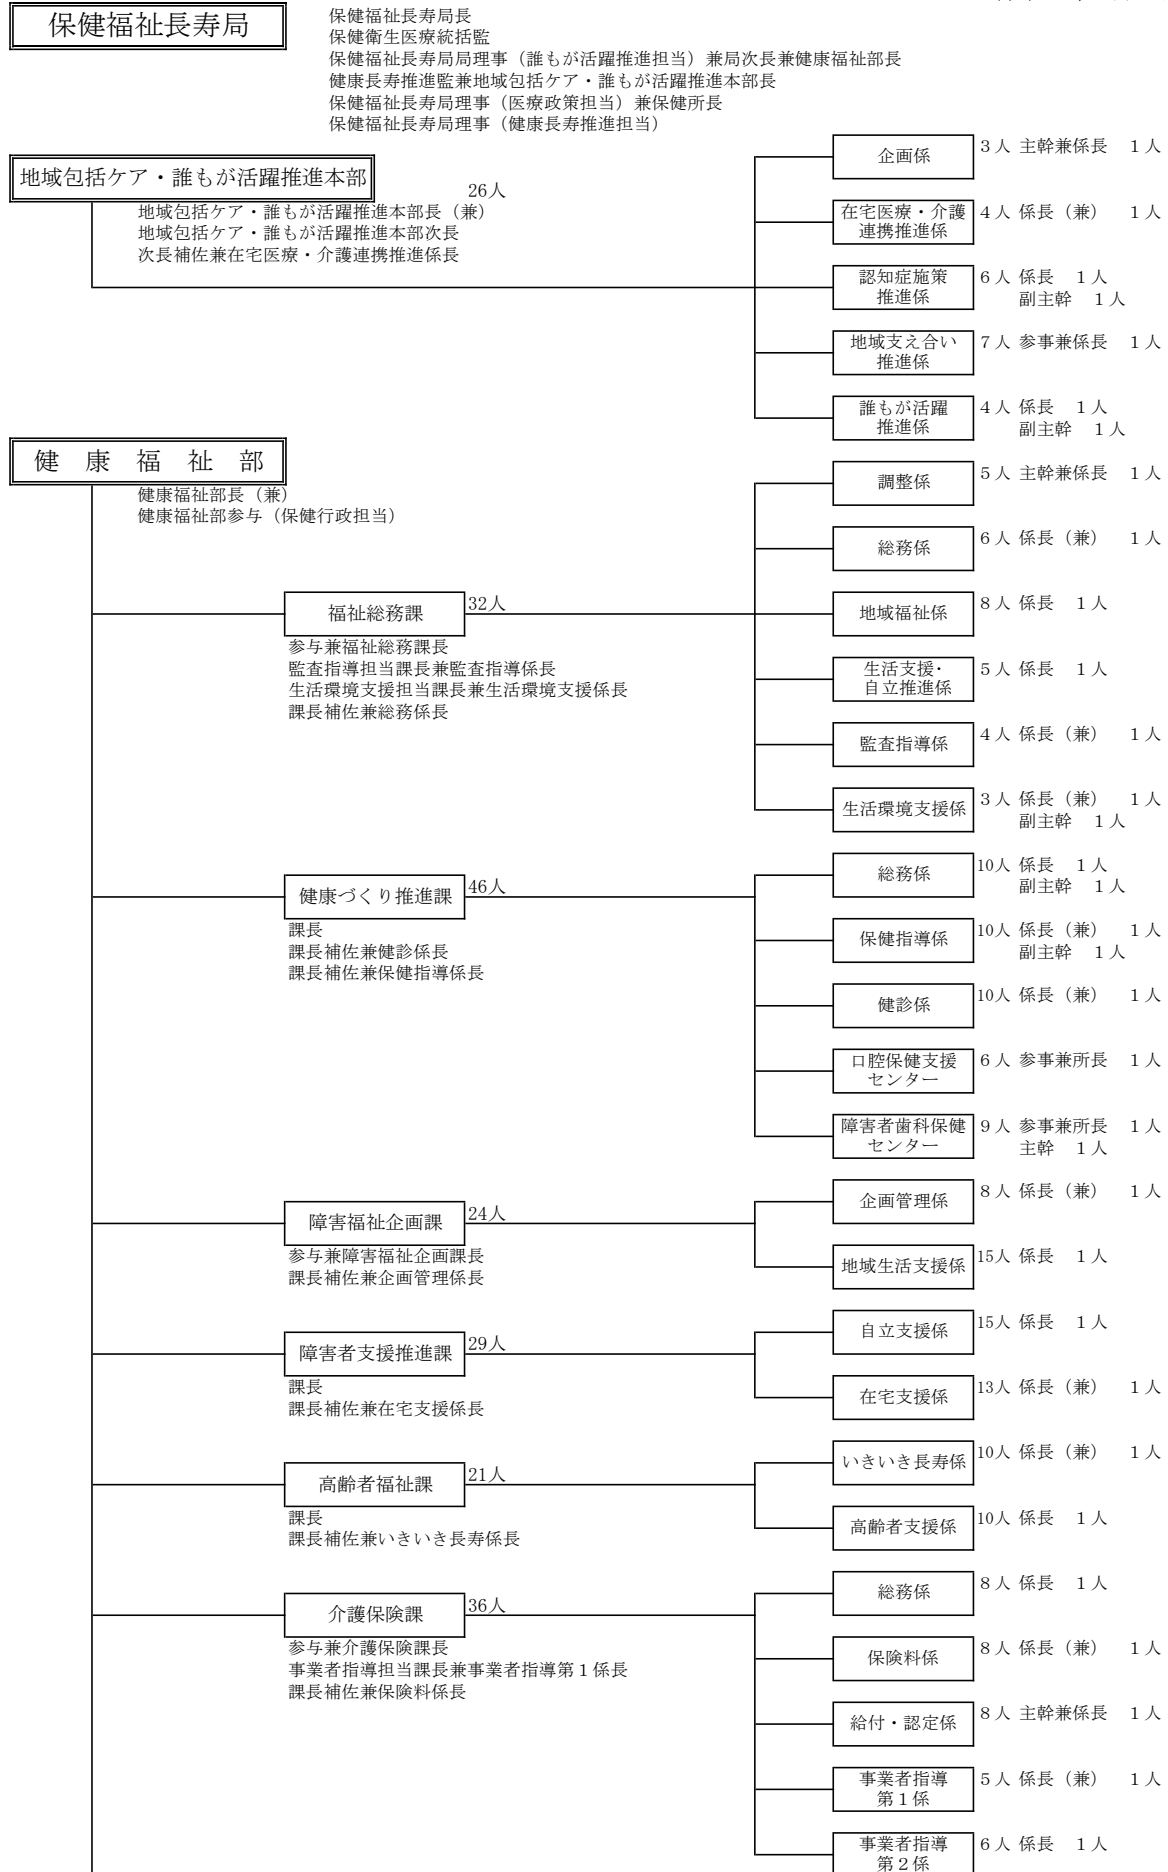 保健福祉長寿局
保健福祉長寿局長
保健衛生医療統括監
保健福祉長寿局局理事（誰もが活躍推進担当）兼局次長兼健康福祉部長
健康長寿推進監兼地域包括ケア・誰もが活躍推進本部長
保健福祉長寿局理事（医療政策担当）兼保健所長
保健福祉長寿局理事（健康長寿推進担当）
地域包括ケア・誰もが活躍推進本部
26人
地域包括ケア・誰もが活躍推進本部長（兼）
地域包括ケア・誰もが活躍推進本部次長
次長補佐兼在宅医療・介護連携推進係長
企画係
3人 主幹兼係長　1人
在宅医療・介護
連携推進係
4人 係長（兼）　1人
認知症施策
推進係
6人 係長　1人
副主幹　1人
地域支え合い
推進係
7人 参事兼係長　1人
誰もが活躍
推進係
4人 係長　1人
副主幹　1人
健康福祉部
健康福祉部長（兼）
健康福祉部参与（保健行政担当）
福祉総務課
32人
参与兼福祉総務課長
監査指導担当課長兼監査指導係長
生活環境支援担当課長兼生活環境支援係長
課長補佐兼総務係長
調整係
5人 主幹兼係長　1人
総務係
6人 係長（兼）　1人
地域福祉係
8人 係長　1人
生活支援・
自立推進係
5人 係長　1人
監査指導係
4人 係長（兼）　1人
生活環境支援係
3人 係長（兼）　1人
副主幹　1人
健康づくり推進課
46人
課長
課長補佐兼健診係長
課長補佐兼保健指導係長
総務係
10人 係長　1人
副主幹　1人
保健指導係
10人 係長（兼）　1人
副主幹　1人
健診係
10人 係長（兼）　1人
口腔保健支援
センター
6人 参事兼所長　1人
障害者歯科保健
センター
9人 参事兼所長　1人
主幹　1人
障害福祉企画課
24人
参与兼障害福祉企画課長
課長補佐兼企画管理係長
企画管理係
8人 係長（兼）　1人
地域生活支援係
15人 係長　1人
障害者支援推進課
29人
課長
課長補佐兼在宅支援係長
自立支援係
15人 係長　1人
在宅支援係
13人 係長（兼）　1人
高齢者福祉課
21人
課長
課長補佐兼いきいき長寿係長
いきいき長寿係
10人 係長（兼）　1人
高齢者支援係
10人 係長　1人
介護保険課
36人
参与兼介護保険課長
事業者指導担当課長兼事業者指導第1係長
課長補佐兼保険料係長
総務係
8人 係長　1人
保険料係
8人 係長（兼）　1人
給付・認定係
8人 主幹兼係長　1人
事業者指導
第1係
5人 係長（兼）　1人
事業者指導
第2係
6人 係長　1人